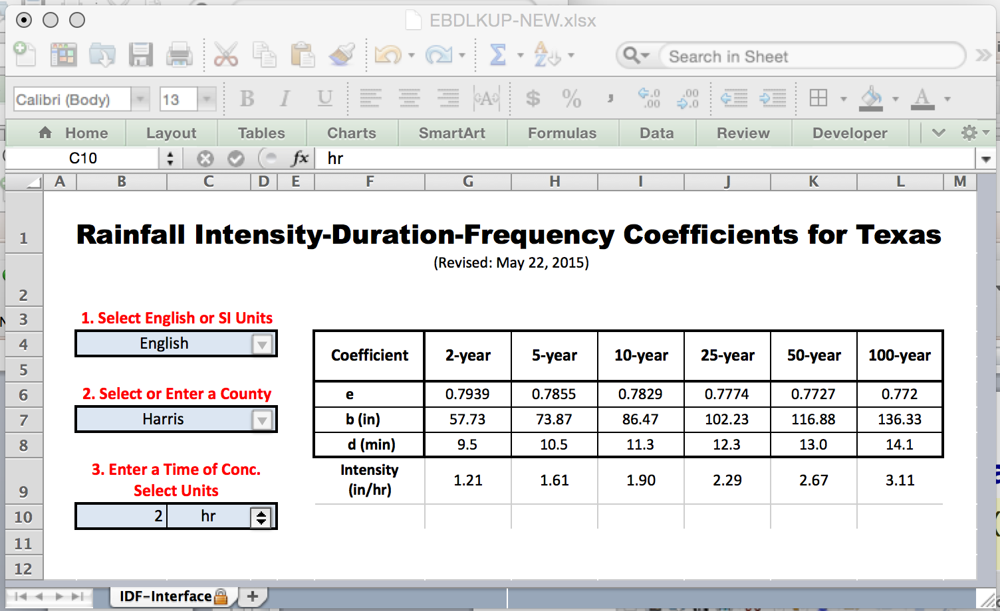 EBDLKUP-NEW.xlsx
Search in Sheet
Calibri (Body) 13 B I U A $ % , .0 .00 .00 .0 A
Home Layout Tables Charts SmartArt Formulas Data Review Developer
C10 fx hr
A B C D E F G H I J K L M
1 Rainfall Intensity-Duration-Frequency Coefficients for Texas
(Revised: May 22, 2015)
2
3 1. Select English or SI Units
4 English
Coefficient 2-year 5-year 10-year 25-year 50-year 100-year
5
6 2. Select or Enter a County e 0.7939 0.7855 0.7829 0.7774 0.7727 0.772
7 Harris b (in) 57.73 73.87 86.47 102.23 116.88 136.33
8 d (min) 9.5 10.5 11.3 12.3 13.0 14.1
3. Enter a Time of Conc. Intensity
1.21 1.61 1.90 2.29 2.67 3.11
9 Select Units (in/hr)
10 2 hr
11
12
IDF-Interface +